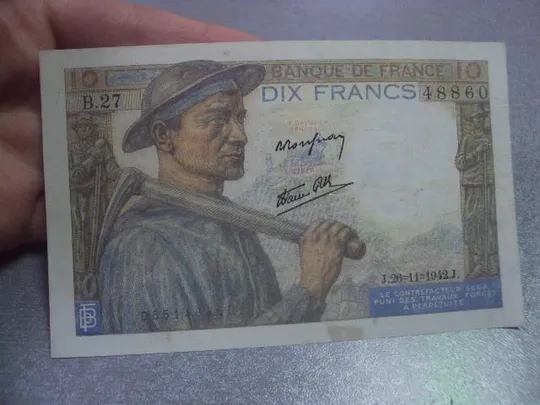 10 BANQUE DE FRANCE 10
B.27 DIX FRANCS 48860
J.26=11=1942.J.
LE CONTREFACTEUR SERA
PUNI DES TRAVAUX FORCÉS
A PERPÉTUITÉ